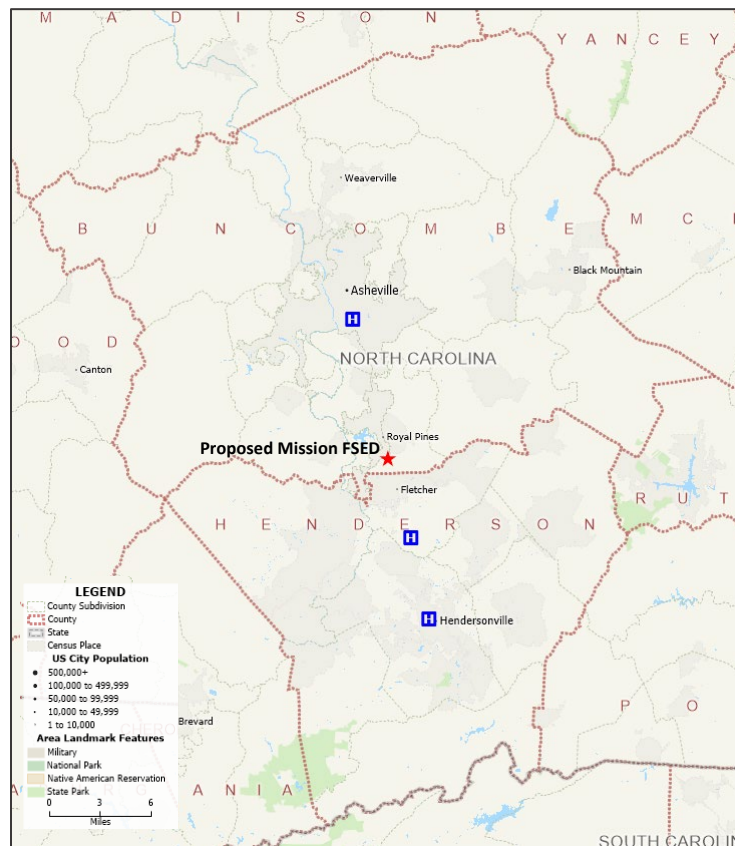 M A D I S O N
Y A N C E Y
Weaverville
B U N C O M B E
M C
Black Mountain
Asheville
H
O O D
NORTH CAROLINA
Canton
Royal Pines
Proposed Mission FSED
Fletcher
R U T
H E N D E R S O N
H
LEGEND
County Subdivision
County
State
Census Place
US City Population
500,000+
100,000 to 499,999
50,000 to 99,999
10,000 to 49,999
1 to 10,000
Area Landmark Features
Military
National Park
Native American Reservation
State Park
0 3 6
Miles
H
Hendersonville
P O
Brevard
A N I A
SOUTH CAROLIN